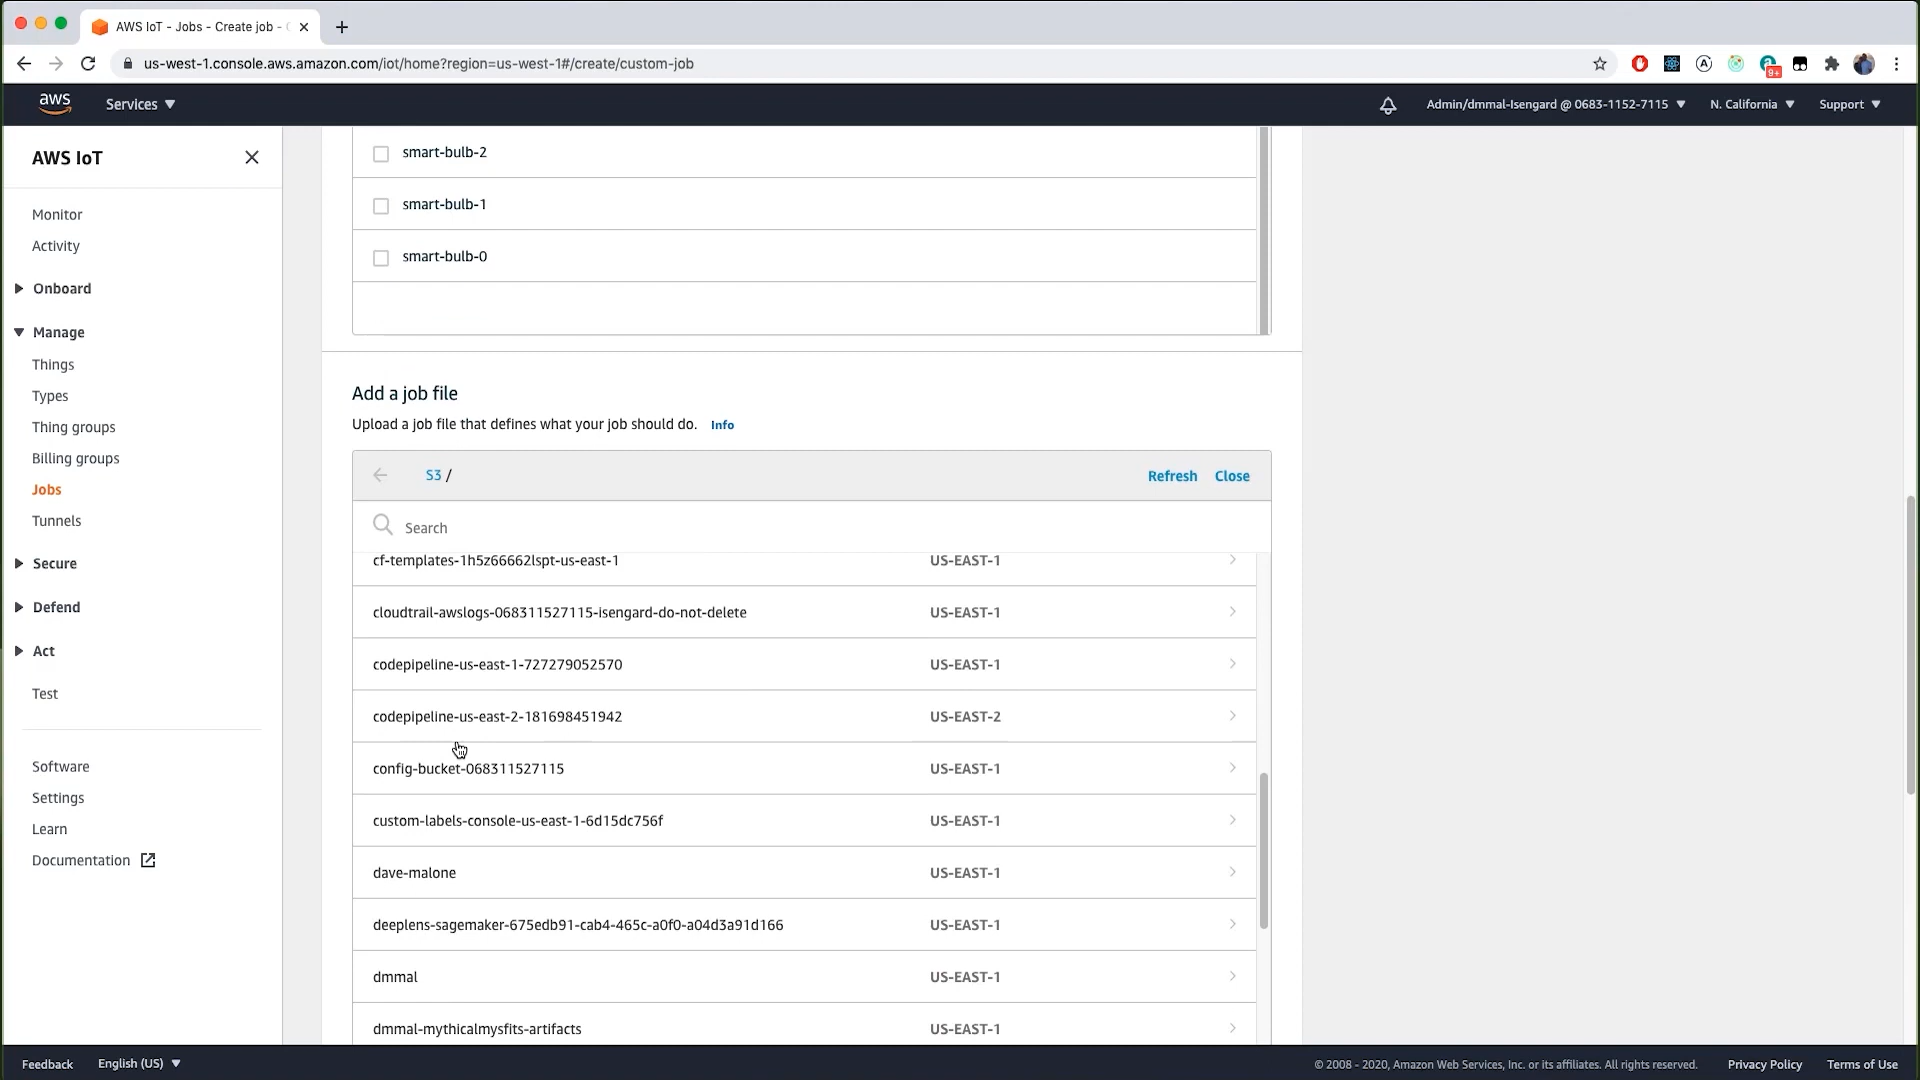 AWS IoT - Jobs - Create job -
us-west-1.console.aws.amazon.com/iot/home?region=us-west-1#/create/custom-job
9+
aws
Services
Admin/dmmal-Isengard @ 0683-1152-7115
N. California
Support
AWS IoT
Monitor
Activity
Onboard
Manage
Things
Types
Thing groups
Billing groups
Jobs
Tunnels
Secure
Defend
Act
Test
Software
Settings
Learn
Documentation
smart-bulb-2
smart-bulb-1
smart-bulb-0
Add a job file
Upload a job file that defines what your job should do. Info
S3 /
Refresh Close
Search
cf-templates-1h5z66662lspt-us-east-1 US-EAST-1
cloudtrail-awslogs-068311527115-isengard-do-not-delete US-EAST-1
codepipeline-us-east-1-727279052570 US-EAST-1
codepipeline-us-east-2-181698451942 US-EAST-2
config-bucket-068311527115 US-EAST-1
custom-labels-console-us-east-1-6d15dc756f US-EAST-1
dave-malone US-EAST-1
deeplens-sagemaker-675edb91-cab4-465c-a0f0-a04d3a91d166 US-EAST-1
dmmal US-EAST-1
dmmal-mythicalmysfits-artifacts US-EAST-1
Feedback English (US)
© 2008 - 2020, Amazon Web Services, Inc. or its affiliates. All rights reserved. Privacy Policy Terms of Use